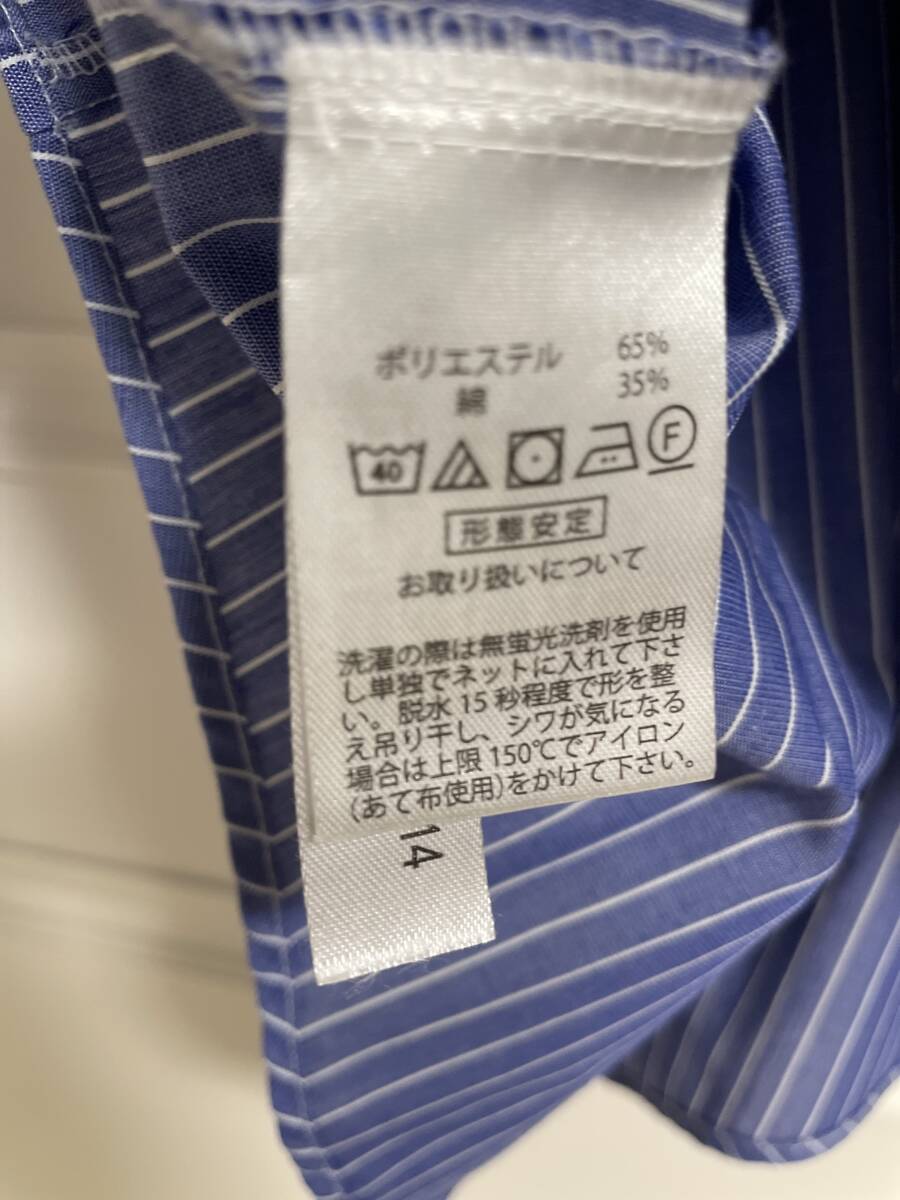 ポリエステル 65%
綿 35%
40 F
形態安定
お取り扱いについて
洗濯の際は無蛍光洗剤を使用
し単独でネットに入れて下さ
い。脱水15秒程度で形を整
え吊り干し、シワが気になる
場合は上限150℃でアイロン
(あて布使用)をかけて下さい。
14